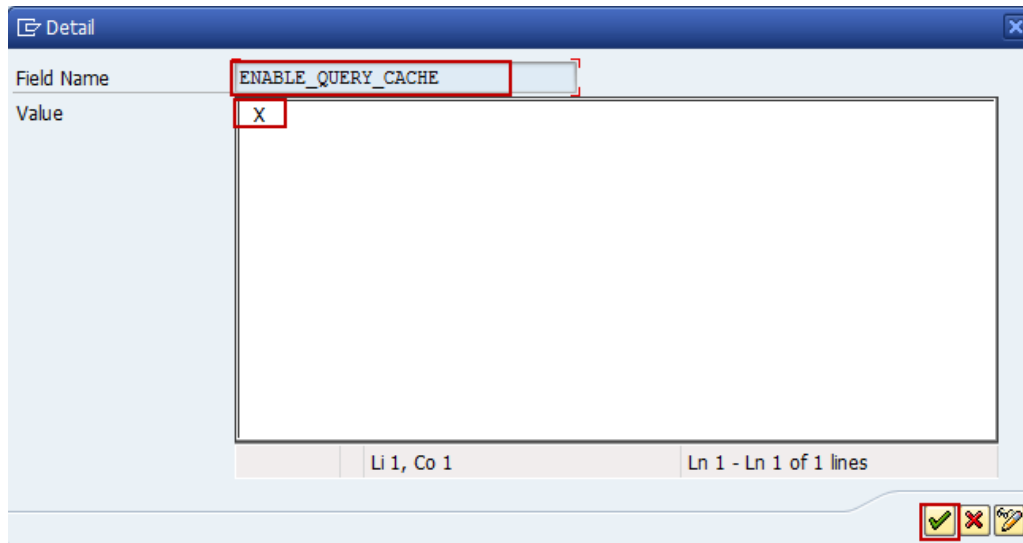 Detail
Field Name ENABLE_QUERY_CACHE
Value X
Li 1, Co 1 Ln 1 - Ln 1 of 1 lines